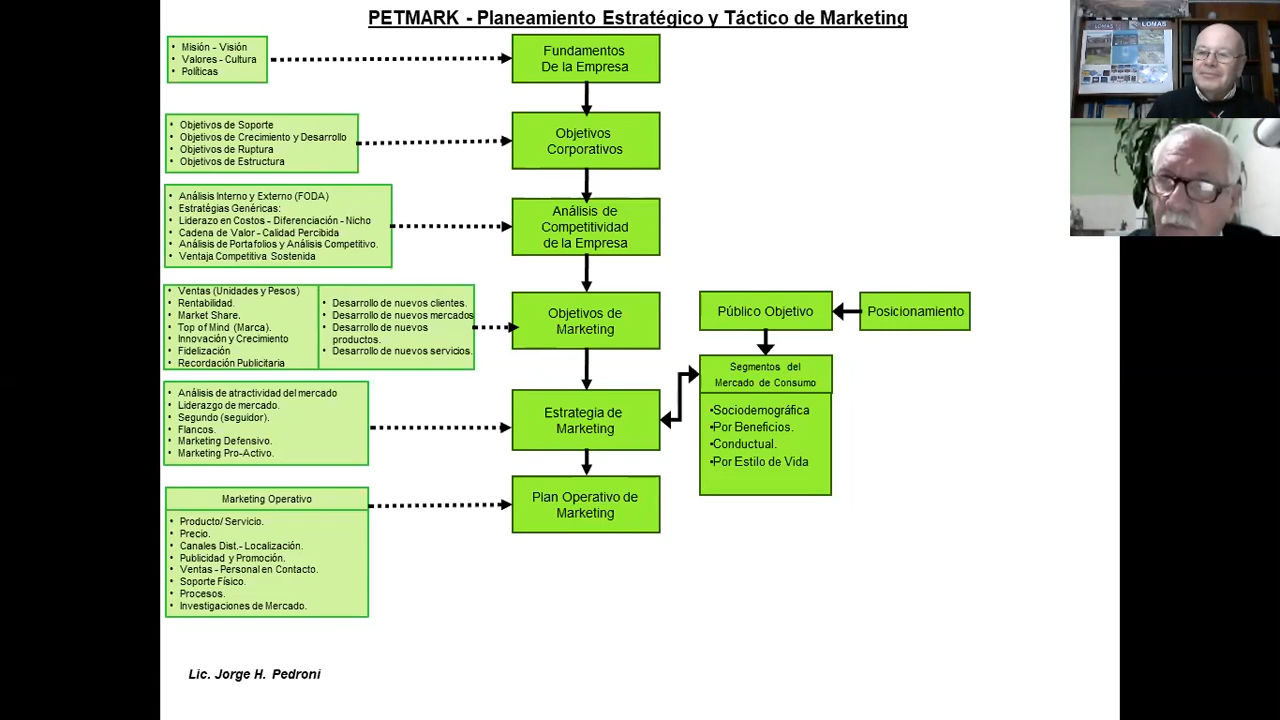 PETMARK - Planeamiento Estratégico y Táctico de Marketing
• Misión - Visión
• Valores - Cultura
• Políticas
Fundamentos
De la Empresa
• Objetivos de Soporte
• Objetivos de Crecimiento y Desarrollo
• Objetivos de Ruptura
• Objetivos de Estructura
Objetivos
Corporativos
• Análisis Interno y Externo (FODA)
• Estratégias Genéricas:
• Liderazo en Costos - Diferenciación - Nicho
• Cadena de Valor - Calidad Percibida
• Análisis de Portafolios y Análisis Competitivo.
• Ventaja Competitiva Sostenida
Análisis de
Competitividad
de la Empresa
• Ventas (Unidades y Pesos)
• Rentabilidad.
• Market Share.
• Top of Mind (Marca).
• Innovación y Crecimiento
• Fidelización
• Recordación Publicitaria
• Desarrollo de nuevos clientes.
• Desarrollo de nuevos mercados
• Desarrollo de nuevos
productos.
• Desarrollo de nuevos servicios.
Objetivos de
Marketing
Público Objetivo
Posicionamiento
Segmentos del
Mercado de Consumo
•Sociodemográfica
•Por Beneficios.
•Conductual.
•Por Estilo de Vida
• Análisis de atractividad del mercado
• Liderazgo de mercado.
• Segundo (seguidor).
• Flancos.
• Marketing Defensivo.
• Marketing Pro-Activo.
Estrategia de
Marketing
Marketing Operativo
• Producto/ Servicio.
• Precio.
• Canales Dist.- Localización.
• Publicidad y Promoción.
• Ventas - Personal en Contacto.
• Soporte Físico.
• Procesos.
• Investigaciones de Mercado.
Plan Operativo de
Marketing
Lic. Jorge H. Pedroni
LOMAS
LOMAS